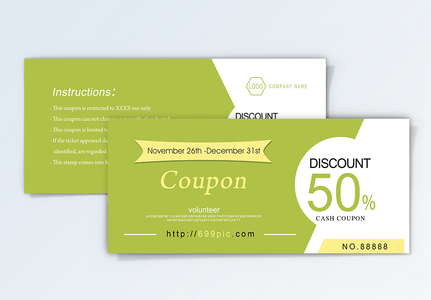 Instructions:
· This coupon is restricted to XXXX use only
· This coupon can not
· This coupon is limited to
· If the ticket appeared da
identified, are regarded
· This stamp comes into f
LOGO COMPANY NAME
DISCOUNT
November 26th -December 31st
Coupon
volunteer
http://699pic.com
DISCOUNT
50%
CASH COUPON
NO.88888